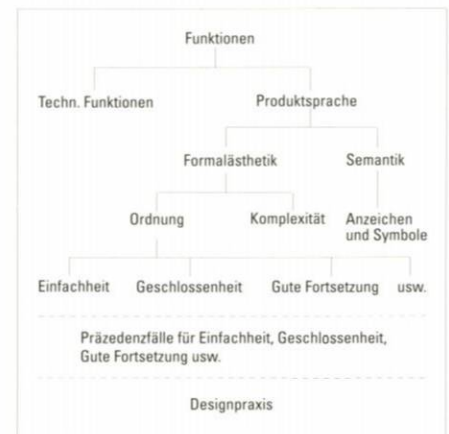 Funktionen
Techn. Funktionen
Produktsprache
Formalästhetik
Semantik
Ordnung
Komplexität
Anzeichen
und Symbole
Einfachheit
Geschlossenheit
Gute Fortsetzung
usw.
Präzedenzfälle für Einfachheit, Geschlossenheit,
Gute Fortsetzung usw.
Designpraxis